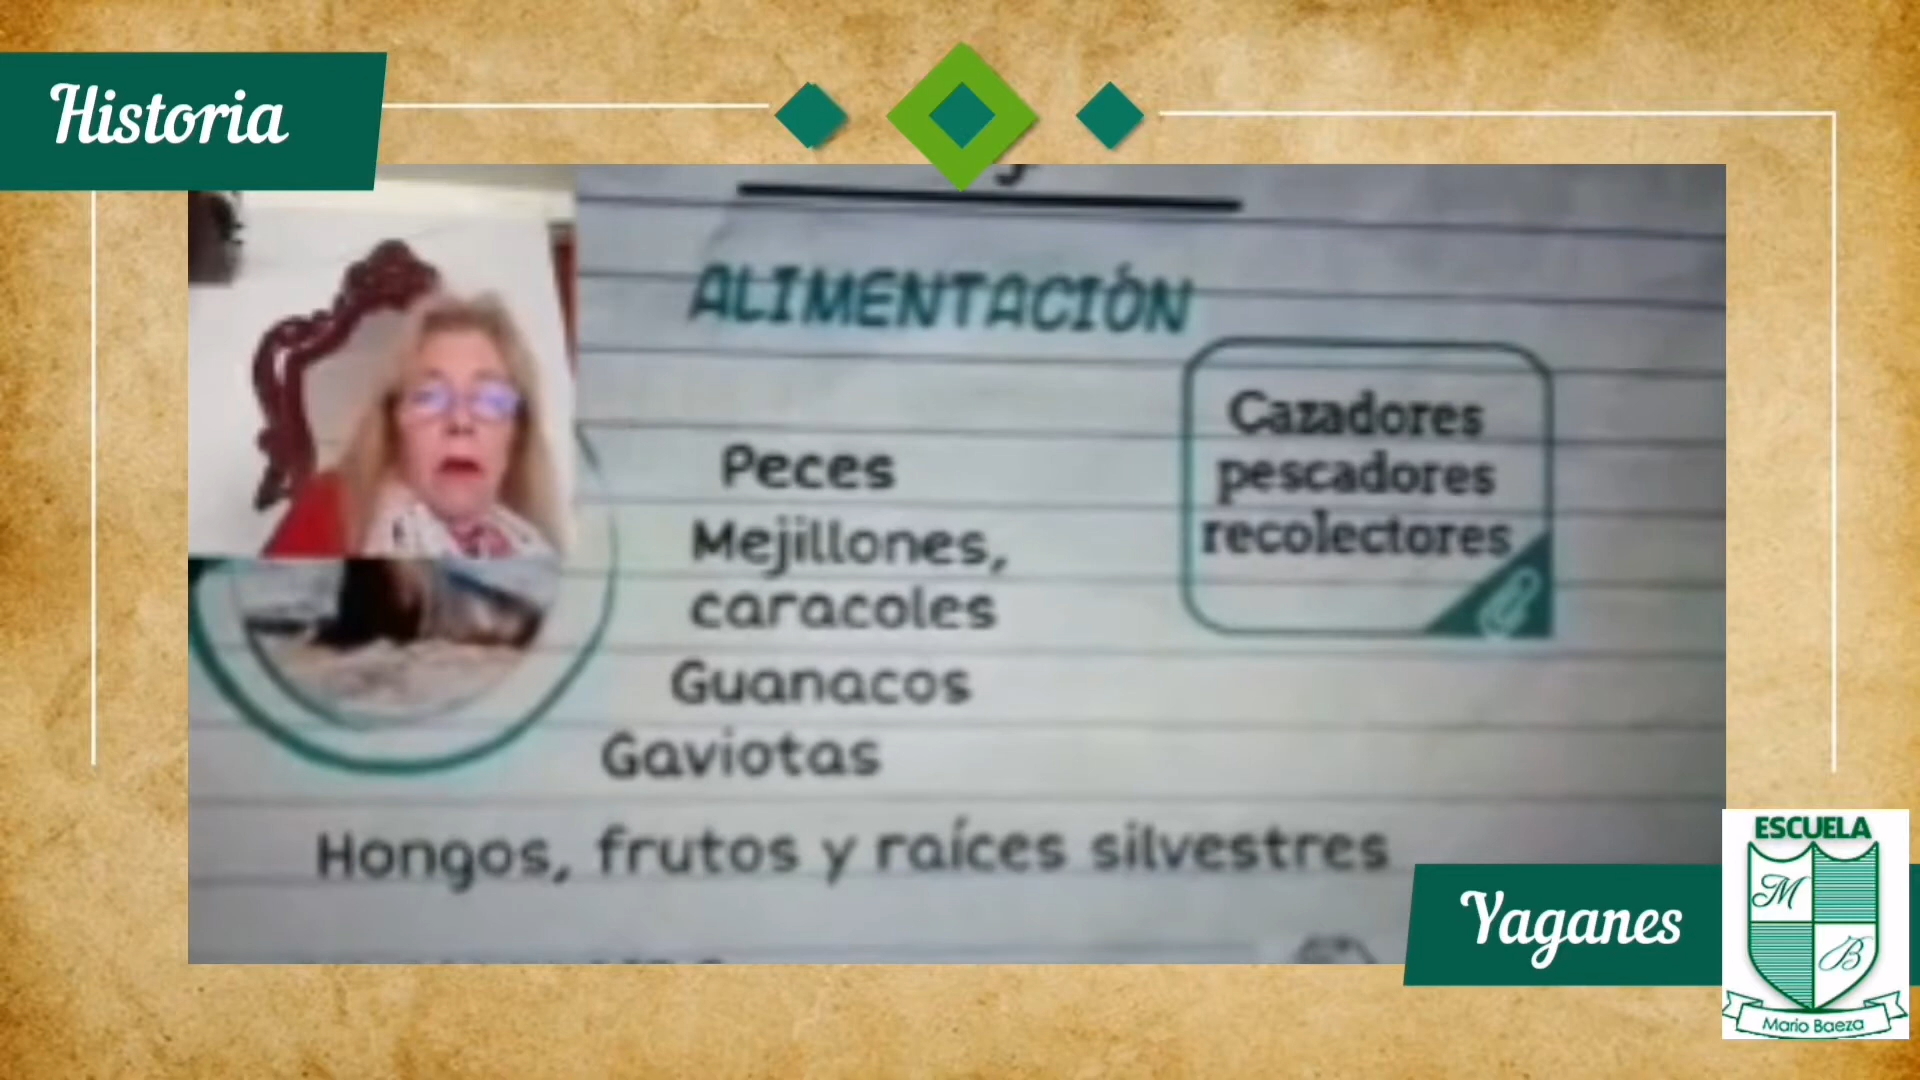 Historia
ALIMENTACIÓN
Cazadores
pescadores
recolectores
Peces
Mejillones,
caracoles
Guanacos
Gaviotas
Hongos, frutos y raíces silvestres
Yaganes
ESCUELA
M
B
Mario Baeza